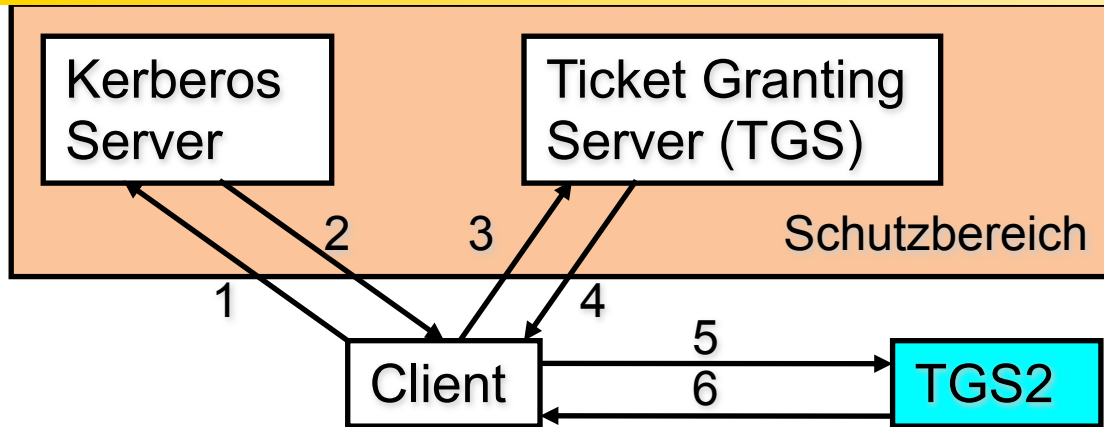 Kerberos
Server
Ticket Granting
Server (TGS)
2
3
Schutzbereich
1
4
5
Client
6
TGS2